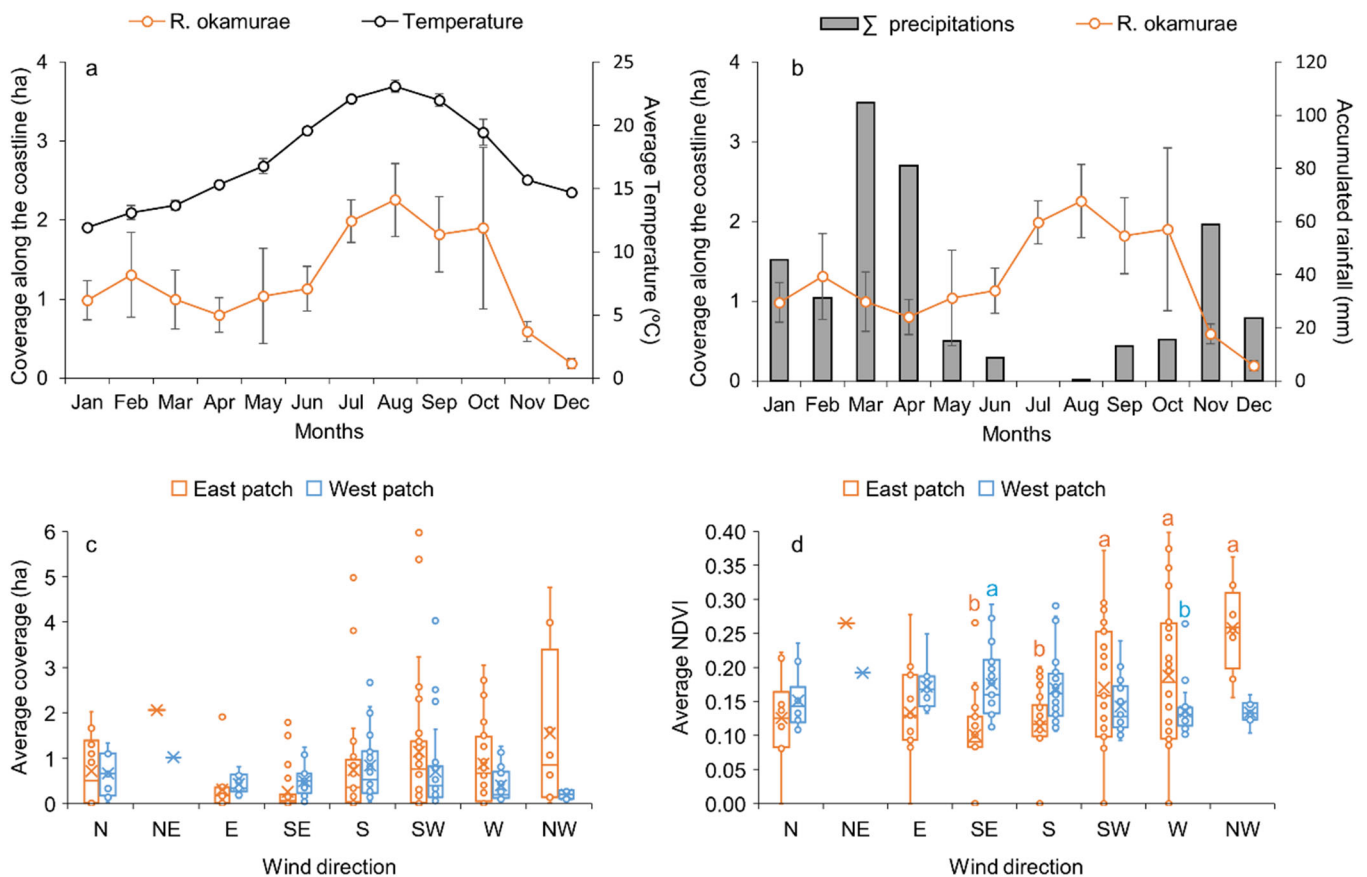 R. okamurae Temperature
a
Coverage along the coastline (ha)
4
3
2
1
0
25
20
15
10
5
0
Average Temperature (ºC)
Jan Feb Mar Apr May Jun Jul Aug Sep Oct Nov Dec
Months
∑ precipitations R. okamurae
b
Coverage along the coastline (ha)
4
3
2
1
0
120
100
80
60
40
20
0
Accumulated rainfall (mm)
Jan Feb Mar Apr May Jun Jul Aug Sep Oct Nov Dec
Months
East patch West patch
c
Average coverage (ha)
6
5
4
3
2
1
0
N NE E SE S SW W NW
Wind direction
East patch West patch
d
Average NDVI
0.40
0.35
0.30
0.25
0.20
0.15
0.10
0.05
0.00
b a b a a b a
N NE E SE S SW W NW
Wind direction